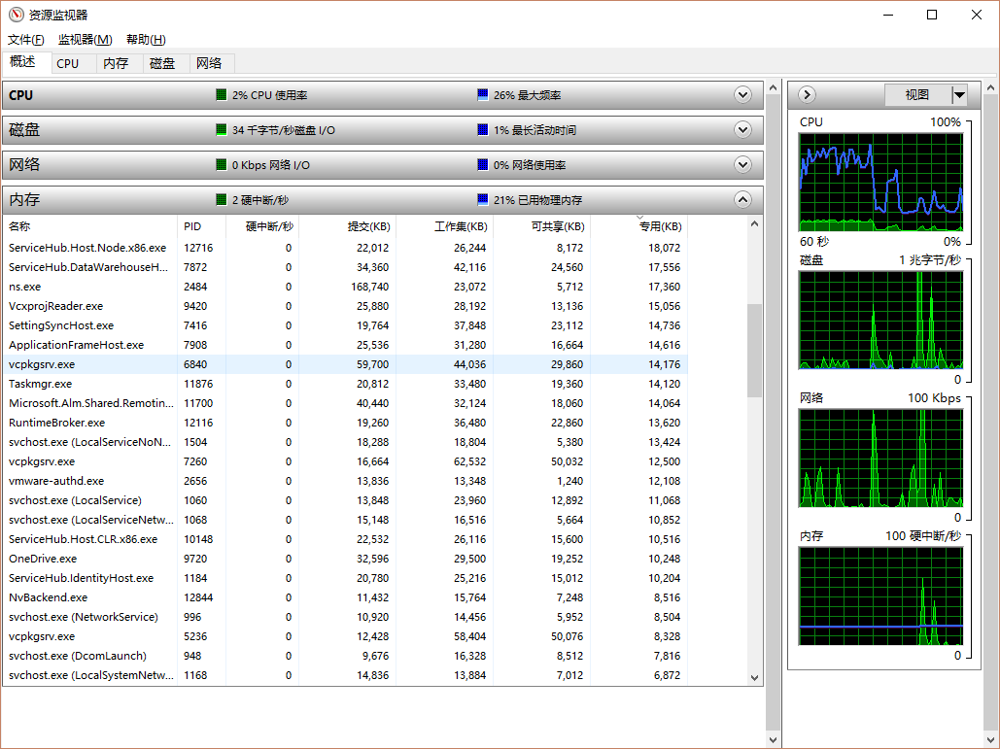 资源监视器
文件(F) 监视器(M) 帮助(H)
概述 CPU 内存 磁盘 网络
CPU 2% CPU 使用率 26% 最大频率
磁盘 34 千字节/秒磁盘 I/O 1% 最长活动时间
网络 0 Kbps 网络 I/O 0% 网络使用率
内存 2 硬中断/秒 21% 已用物理内存
名称 PID 硬中断/秒 提交(KB) 工作集(KB) 可共享(KB) 专用(KB)
ServiceHub.Host.Node.x86.exe 12716 0 22,012 26,244 8,172 18,072
ServiceHub.DataWarehouseH... 7872 0 34,360 42,116 24,560 17,556
ns.exe 2484 0 168,740 23,072 5,712 17,360
VcxprojReader.exe 9420 0 25,880 28,192 13,136 15,056
SettingSyncHost.exe 7416 0 19,764 37,848 23,112 14,736
ApplicationFrameHost.exe 7908 0 25,536 31,280 16,664 14,616
vcpkgsrv.exe 6840 0 59,700 44,036 29,860 14,176
Taskmgr.exe 11876 0 20,812 33,480 19,360 14,120
Microsoft.Alm.Shared.Remotin... 11700 0 40,440 32,124 18,060 14,064
RuntimeBroker.exe 12116 0 19,260 36,480 22,860 13,620
svchost.exe (LocalServiceNoN... 1504 0 18,288 18,804 5,380 13,424
vcpkgsrv.exe 7260 0 16,664 62,532 50,032 12,500
vmware-authd.exe 2656 0 13,836 13,348 1,240 12,108
svchost.exe (LocalService) 1060 0 13,848 23,960 12,892 11,068
svchost.exe (LocalServiceNetw... 1068 0 15,148 16,516 5,664 10,852
ServiceHub.Host.CLR.x86.exe 10148 0 22,532 26,116 15,600 10,516
OneDrive.exe 9720 0 32,596 29,500 19,252 10,248
ServiceHub.IdentityHost.exe 1184 0 20,780 25,216 15,012 10,204
NvBackend.exe 12844 0 11,432 15,764 7,248 8,516
svchost.exe (NetworkService) 996 0 10,920 14,456 5,952 8,504
vcpkgsrv.exe 5236 0 12,428 58,404 50,076 8,328
svchost.exe (DcomLaunch) 948 0 9,676 16,328 8,512 7,816
svchost.exe (LocalSystemNetw... 1168 0 14,836 13,884 7,012 6,872
视图
CPU 100%
60 秒 0%
磁盘 1 兆字节/秒
0
网络 100 Kbps
0
内存 100 硬中断/秒
0